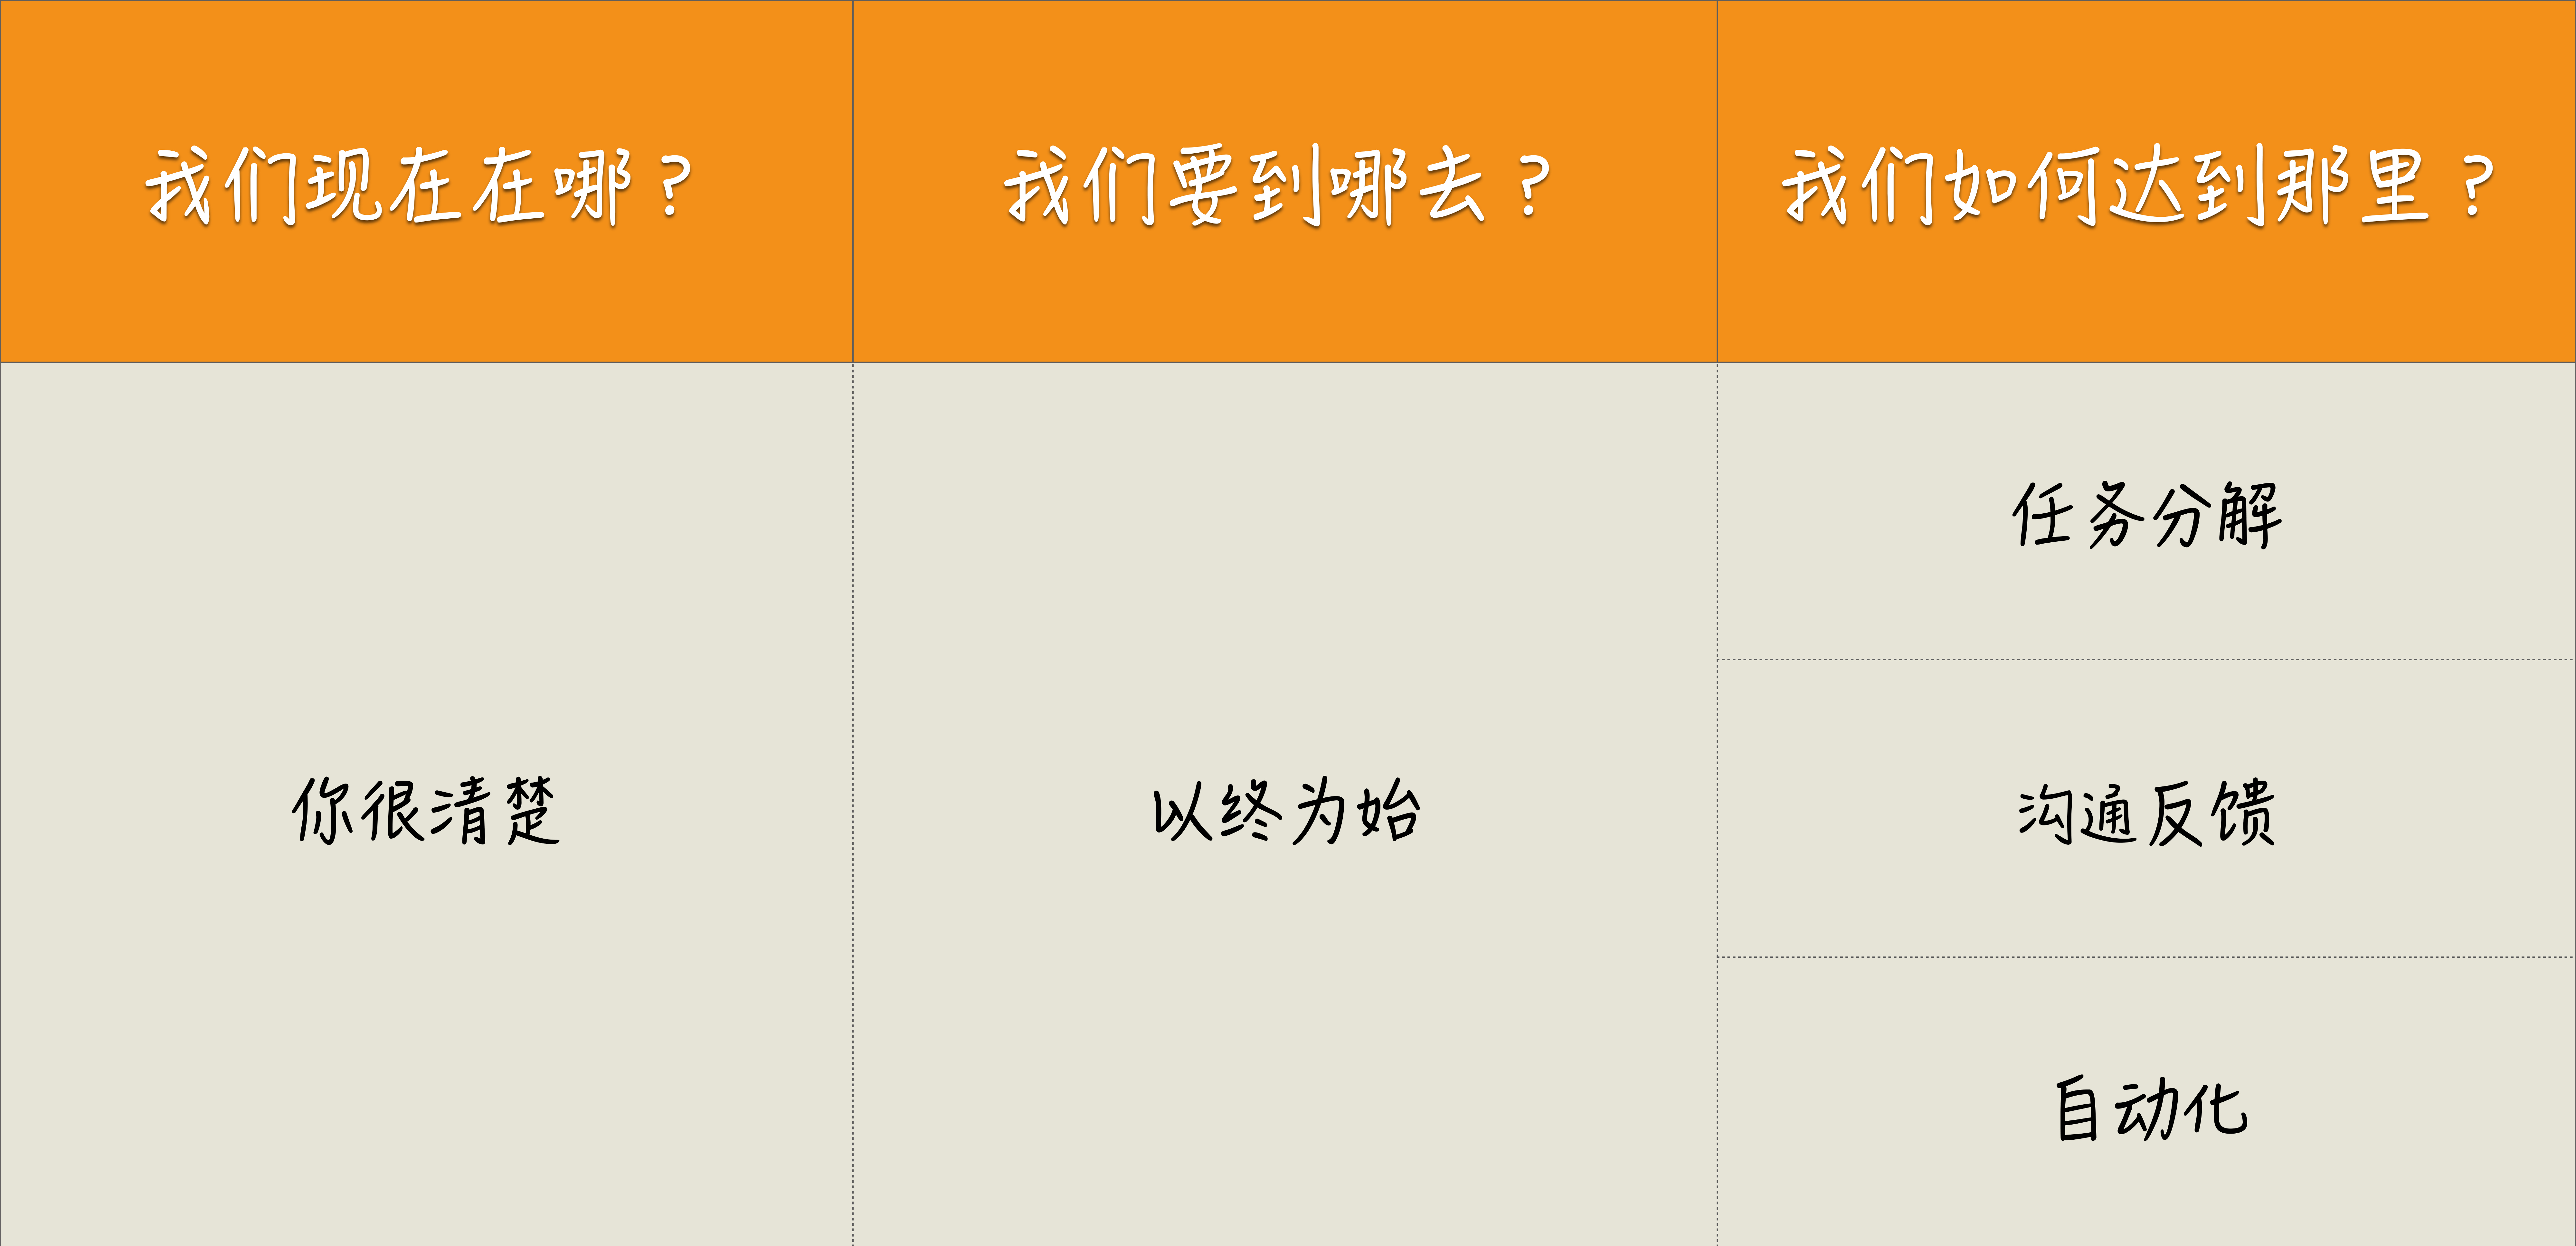 我们现在在哪？
我们要到哪去？
我们如何达到那里？
你很清楚
以终为始
任务分解
沟通反馈
自动化